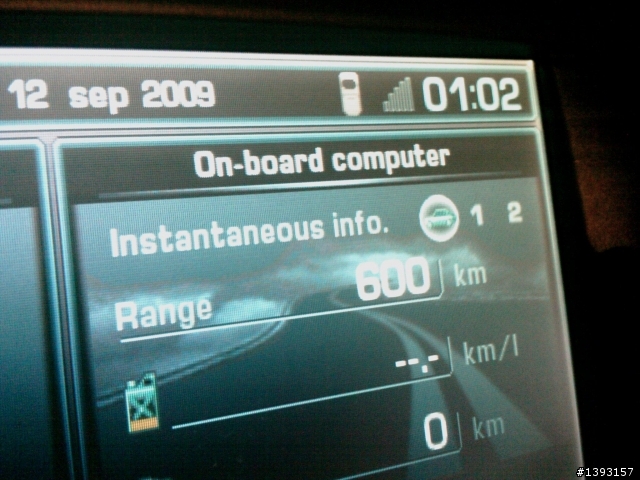 12 sep 2009 01:02
On-board computer
Instantaneous info. 1 2
Range 600 km
--.- km/l
0 km
#1393157